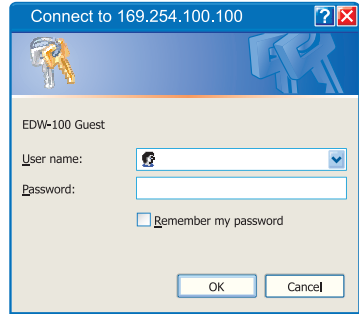 Connect to 169.254.100.100
EDW-100 Guest
User name:
Password:
Remember my password
OK Cancel